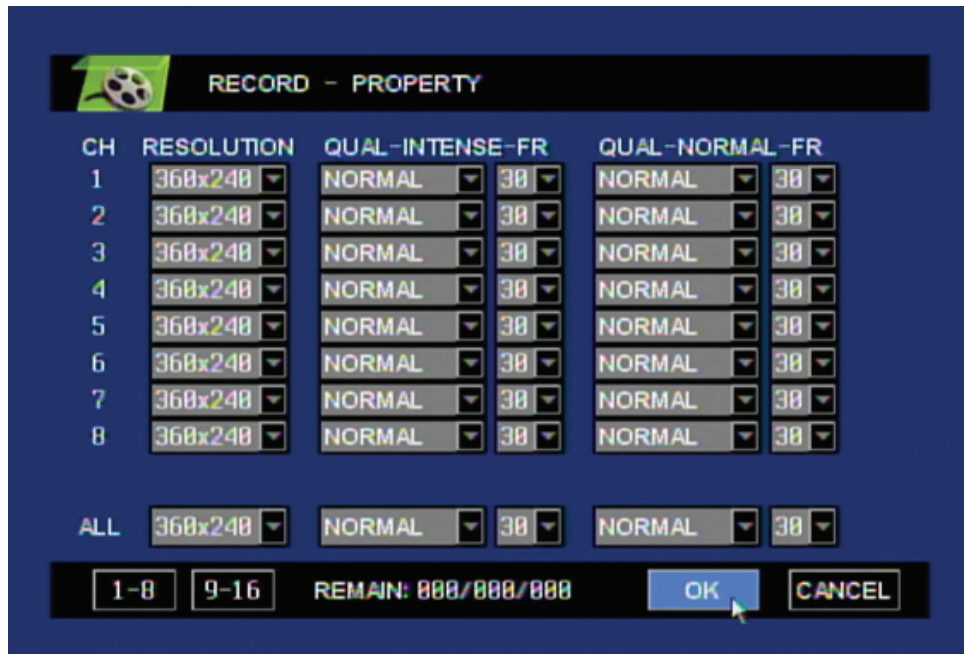 RECORD - PROPERTY
CH RESOLUTION QUAL-INTENSE-FR QUAL-NORMAL-FR
1 360x240 NORMAL 30 NORMAL 30
2 360x240 NORMAL 30 NORMAL 30
3 360x240 NORMAL 30 NORMAL 30
4 360x240 NORMAL 30 NORMAL 30
5 360x240 NORMAL 30 NORMAL 30
6 360x240 NORMAL 30 NORMAL 30
7 360x240 NORMAL 30 NORMAL 30
8 360x240 NORMAL 30 NORMAL 30
ALL 360x240 NORMAL 30 NORMAL 30
1-8 9-16 REMAIN: 000/000/000 OK CANCEL